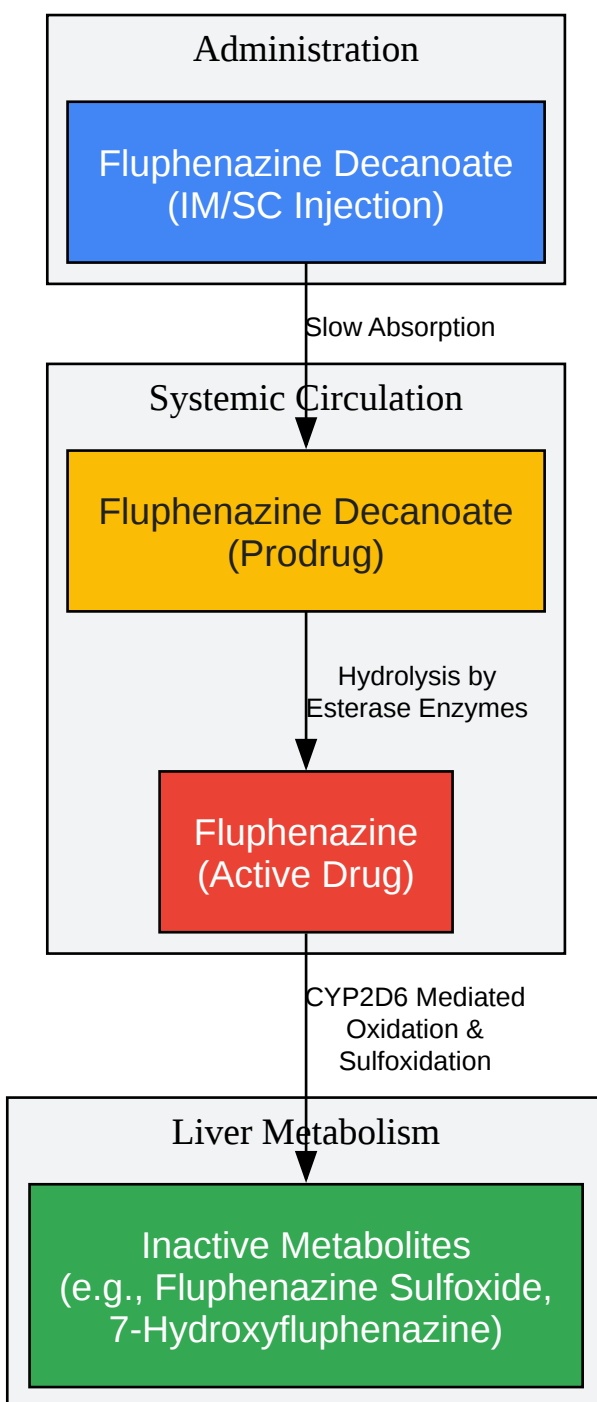 Administration
Fluphenazine Decanoate
(IM/SC Injection)
Slow Absorption
Systemic Circulation
Fluphenazine Decanoate
(Prodrug)
Hydrolysis by
Esterase Enzymes
Fluphenazine
(Active Drug)
CYP2D6 Mediated
Oxidation &
Sulfoxidation
Liver Metabolism
Inactive Metabolites
(e.g., Fluphenazine Sulfoxide,
7-Hydroxyfluphenazine)